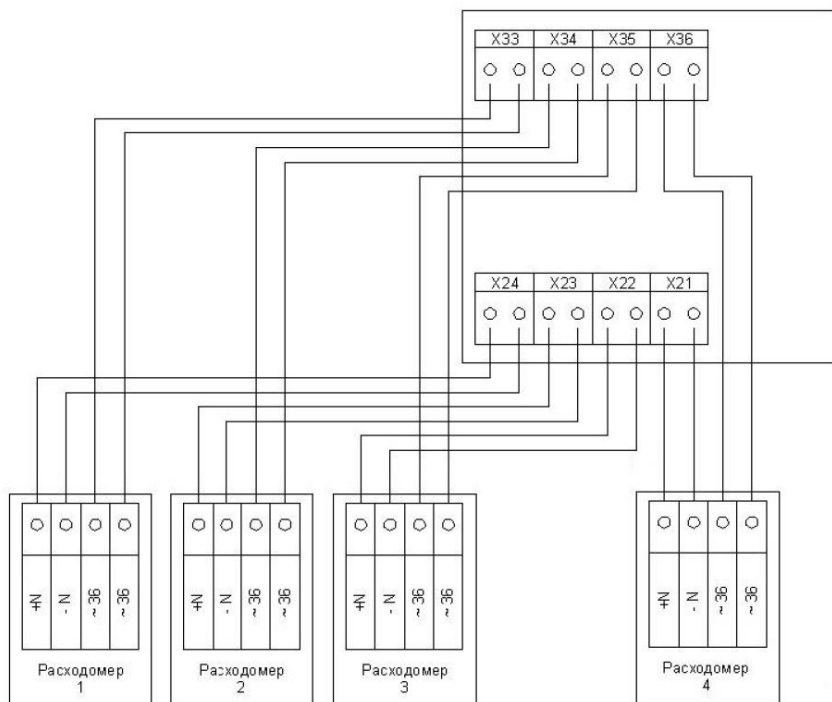 X33 X34 X35 X36
X24 X23 X22 X21
+N -N ~36 ~36
+N -N ~36 ~36
+N -N ~36 ~36
+N -N ~36 ~36
Расходомер
1
Расходомер
2
Расходомер
3
Расходомер
4